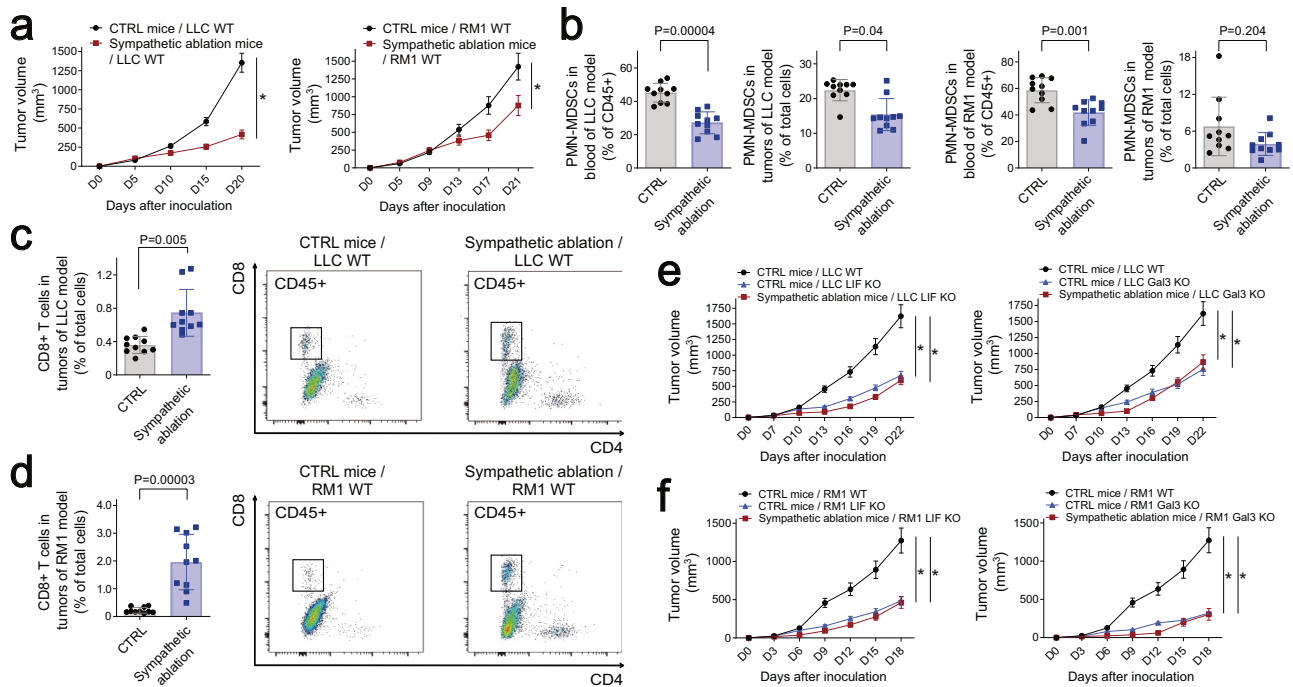 a
CTRL mice / LLC WT
Sympathetic ablation mice
/ LLC WT
Tumor volume
(mm3)
1500
1250
1000
750
500
250
0
D0
D5
D10
D15
D20
*
Days after inoculation
CTRL mice / RM1 WT
Sympathetic ablation mice
/ RM1 WT
Tumor volume
(mm3)
1500
1250
1000
750
500
250
0
D0
D5
D9
D13
D17
D21
*
Days after inoculation
b
P=0.00004
PMN-MDSCs in
blood of LLC model
(% of CD45+)
60
40
20
0
CTRL
Sympathetic
ablation
P=0.04
PMN-MDSCs in
tumors of LLC model
(% of total cells)
30
20
10
0
CTRL
Sympathetic
ablation
P=0.001
PMN-MDSCs in
blood of RM1 model
(% of CD45+)
80
60
40
20
0
CTRL
Sympathetic
ablation
P=0.204
PMN-MDSCs in
tumors of RM1 model
(% of total cells)
18
12
6
0
CTRL
Sympathetic
ablation
c
P=0.005
CD8+ T cells in
tumors of LLC model
(% of total cells)
1.2
0.8
0.4
0
CTRL
Sympathetic
ablation
CTRL mice /
LLC WT
Sympathetic ablation /
LLC WT
CD8
CD45+
CD45+
CD4
d
P=0.00003
CD8+ T cells in
tumors of RM1 model
(% of total cells)
4.0
3.0
2.0
1.0
0
CTRL
Sympathetic
ablation
CTRL mice /
RM1 WT
Sympathetic ablation /
RM1 WT
CD8
CD45+
CD45+
CD4
e
CTRL mice / LLC WT
CTRL mice / LLC LIF KO
Sympathetic ablation mice / LLC LIF KO
Tumor volume
(mm3)
1750
1500
1250
1000
750
500
250
0
D0
D7
D10
D13
D16
D19
D22
*
*
Days after inoculation
CTRL mice / LLC WT
CTRL mice / LLC Gal3 KO
Sympathetic ablation mice / LLC Gal3 KO
Tumor volume
(mm3)
1750
1500
1250
1000
750
500
250
0
D0
D7
D10
D13
D16
D19
D22
*
*
Days after inoculation
f
CTRL mice / RM1 WT
CTRL mice / RM1 LIF KO
Sympathetic ablation mice / RM1 LIF KO
Tumor volume
(mm3)
1500
1000
500
0
D0
D3
D6
D9
D12
D15
D18
*
*
Days after inoculation
CTRL mice / RM1 WT
CTRL mice / RM1 Gal3 KO
Sympathetic ablation mice / RM1 Gal3 KO
Tumor volume
(mm3)
1500
1000
500
0
D0
D3
D6
D9
D12
D15
D18
*
*
Days after inoculation